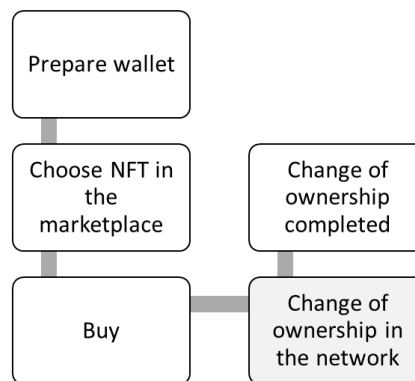 Prepare wallet
Choose NFT in
the
marketplace
Buy
Change of
ownership in
the network
Change of
ownership
completed